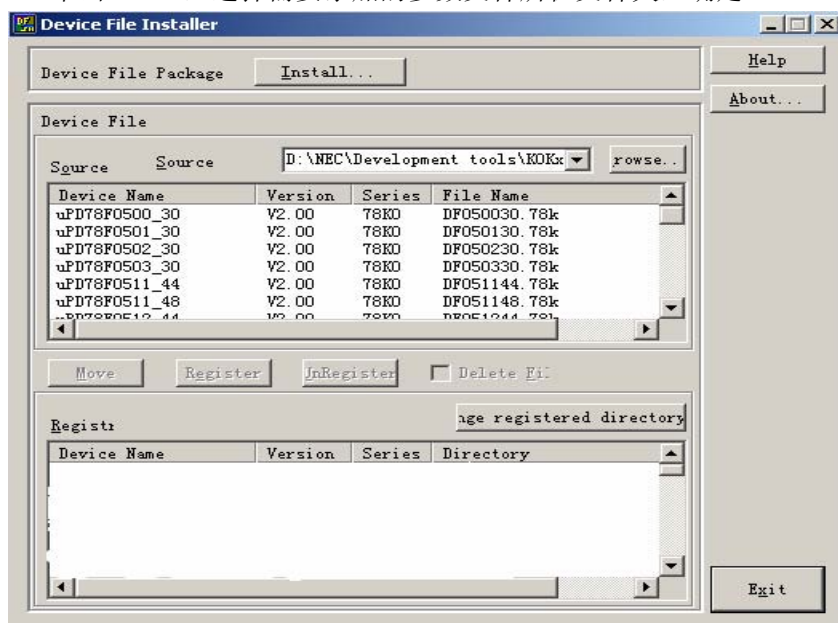 Device File Installer
Device File Package Install...
Help
About...
Device File
Source Source D:\NEC\Development tools\KOKx rowse..
Device Name Version Series File Name
uPD78F0500_30 V2.00 78K0 DF050030.78k
uPD78F0501_30 V2.00 78K0 DF050130.78k
uPD78F0502_30 V2.00 78K0 DF050230.78k
uPD78F0503_30 V2.00 78K0 DF050330.78k
uPD78F0511_44 V2.00 78K0 DF051144.78k
uPD78F0511_48 V2.00 78K0 DF051148.78k
Move Register UnRegister Delete Fi
Registr nge registered directory
Device Name Version Series Directory
Exit